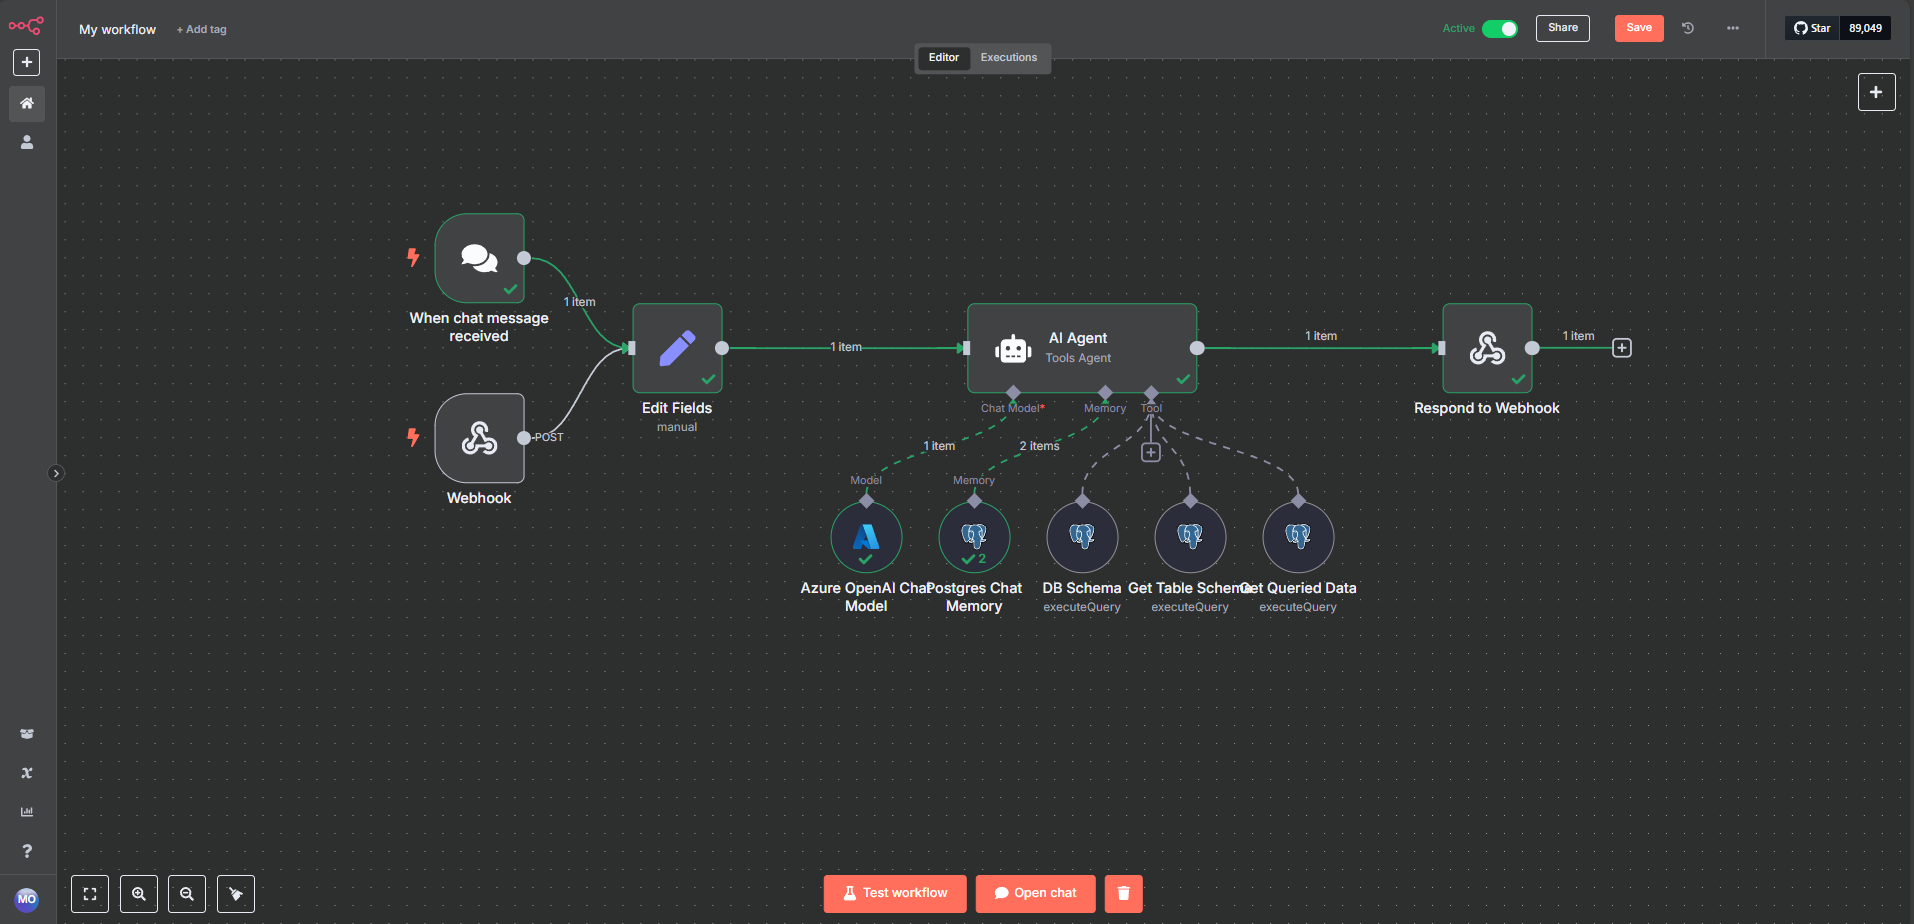 My workflow
+ Add tag
Active
Share
Save
Star
89,049
Editor
Executions
1 item
When chat message
received
POST
Webhook
Edit Fields
manual
1 item
AI Agent
Tools Agent
Chat Model*
Memory
Tool
1 item
Respond to Webhook
1 item
1 item
2 items
Model
Memory
2
Azure OpenAI Chat
Model
Postgres Chat
Memory
DB Schema
executeQuery
Get Table Schema
executeQuery
Get Queried Data
executeQuery
MO
Test workflow
Open chat